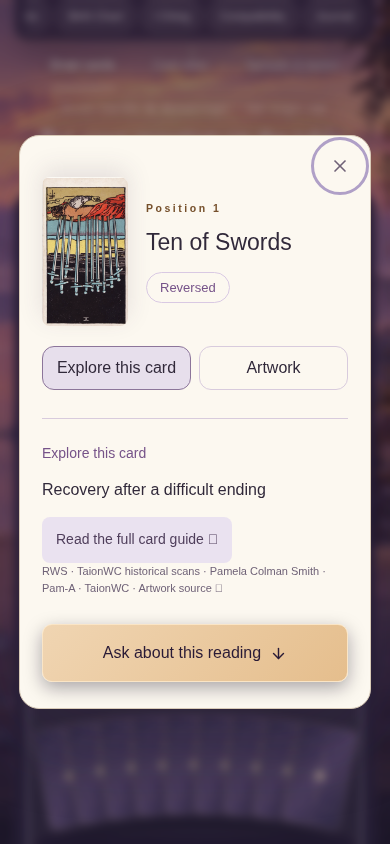 Position 1
Ten of Swords
Reversed
X
Explore this card
Artwork
Explore this card
Recovery after a difficult ending
Read the full card guide
RWS · TaionWC historical scans · Pamela Colman Smith ·
Pam-A · TaionWC · Artwork source
Ask about this reading ↓